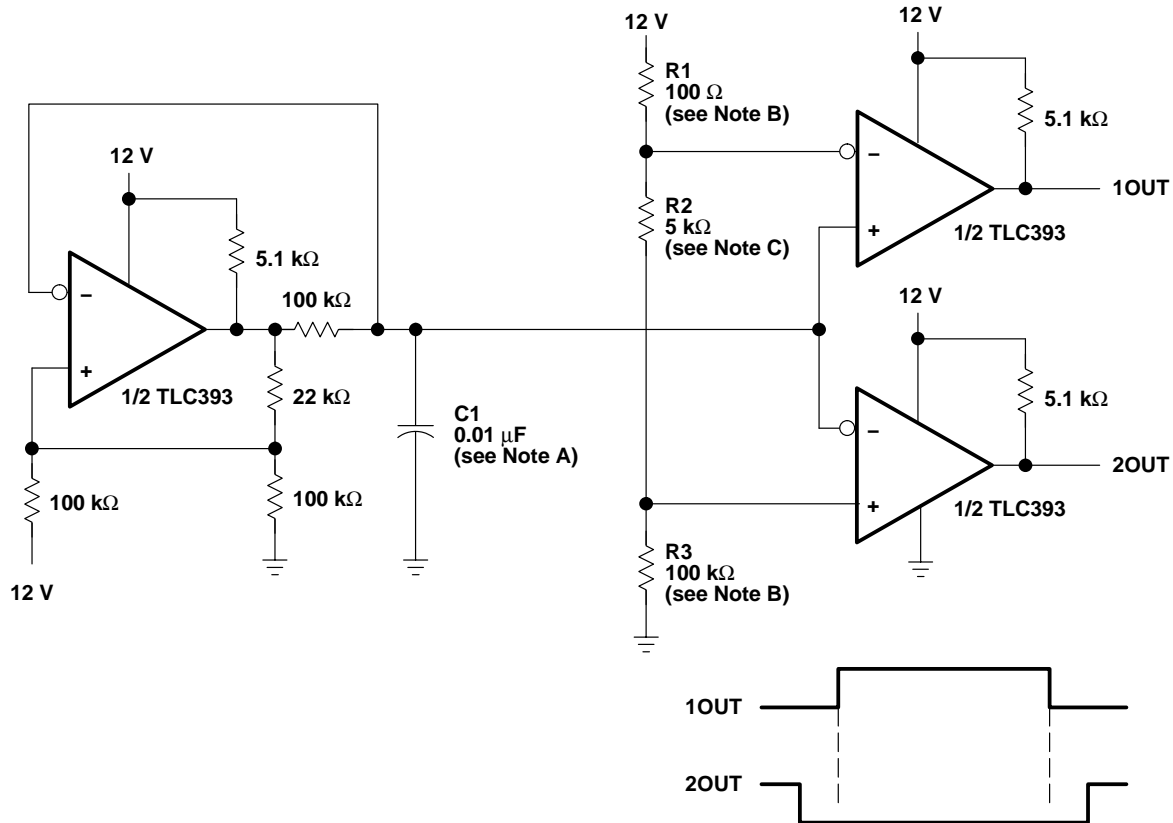 12 V
5.1 kΩ
−
+
1/2 TLC393
100 kΩ
22 kΩ
100 kΩ
100 kΩ
12 V
C1
0.01 μF
(see Note A)
12 V
R1
100 Ω
(see Note B)
R2
5 kΩ
(see Note C)
R3
100 kΩ
(see Note B)
12 V
5.1 kΩ
−
+
1/2 TLC393
1OUT
12 V
5.1 kΩ
−
+
1/2 TLC393
2OUT
1OUT
2OUT